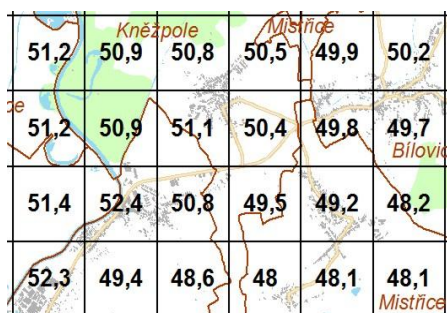 Kněžpole Mistřice
51,2 50,9 50,8 50,5 49,9 50,2
ce
51,2 50,9 51,1 50,4 49,8 49,7
Bílovic
51,4 52,4 50,8 49,5 49,2 48,2
52,3 49,4 48,6 48 48,1 48,1
Mistřice